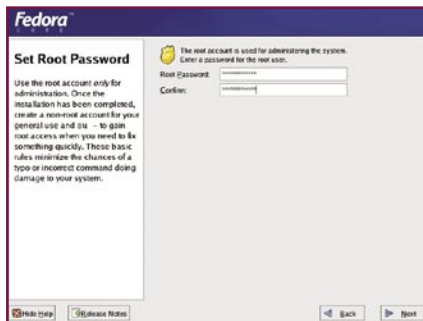 Fedora
CORE
Set Root Password
Use the root account only for
administration. Once the
installation has been completed,
create a non-root account for your
general use and su - to gain
root access when you need to fix
something quickly. These basic
rules minimize the chances of a
typo or incorrect command doing
damage to your system.
The root account is used for administering the system.
Enter a password for the root user.
Root Password:
Confirm:
Hide Help
Release Notes
Back
Next